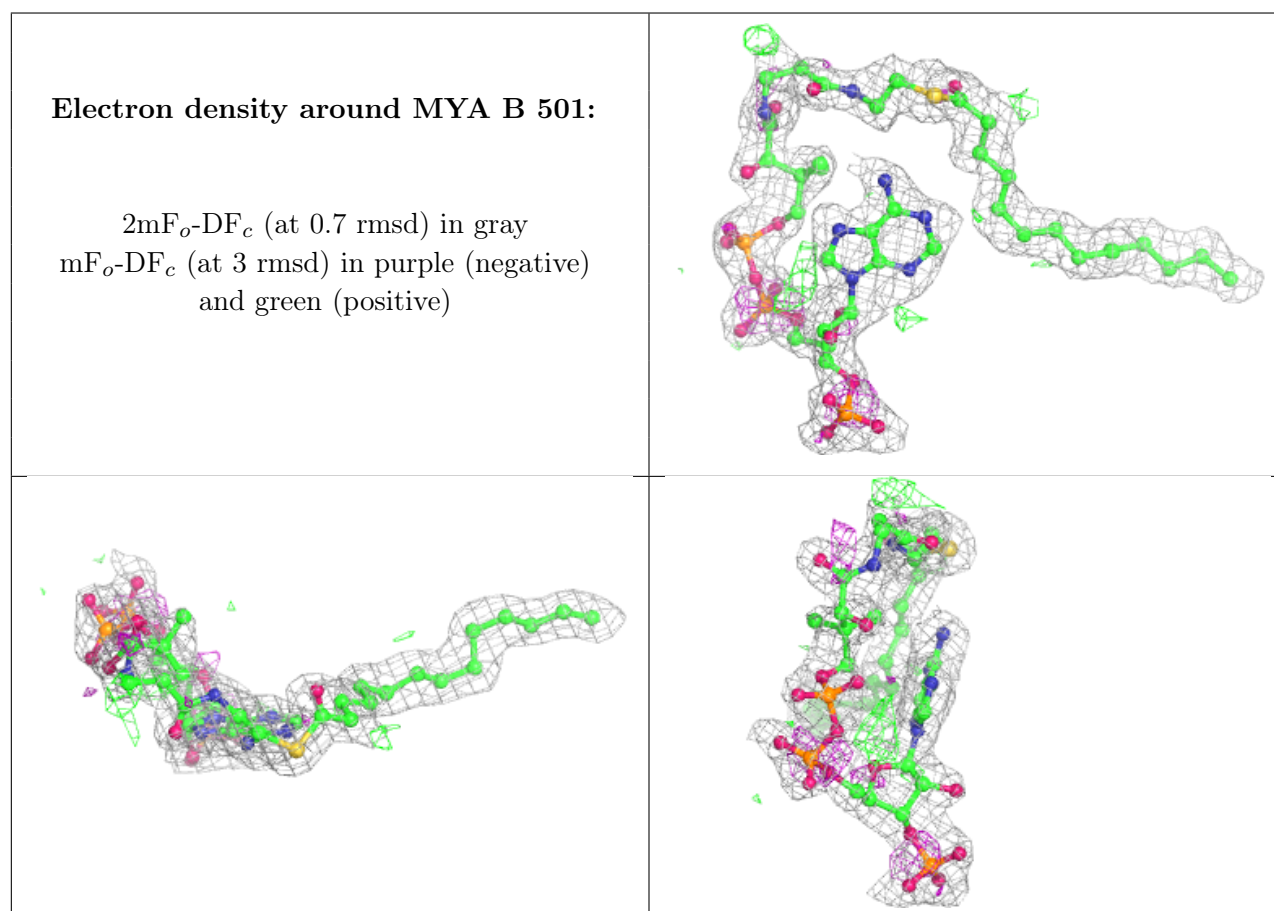 Electron density around MYA B 501:
2mFo-DFc (at 0.7 rmsd) in gray
mFo-DFc (at 3 rmsd) in purple (negative)
and green (positive)